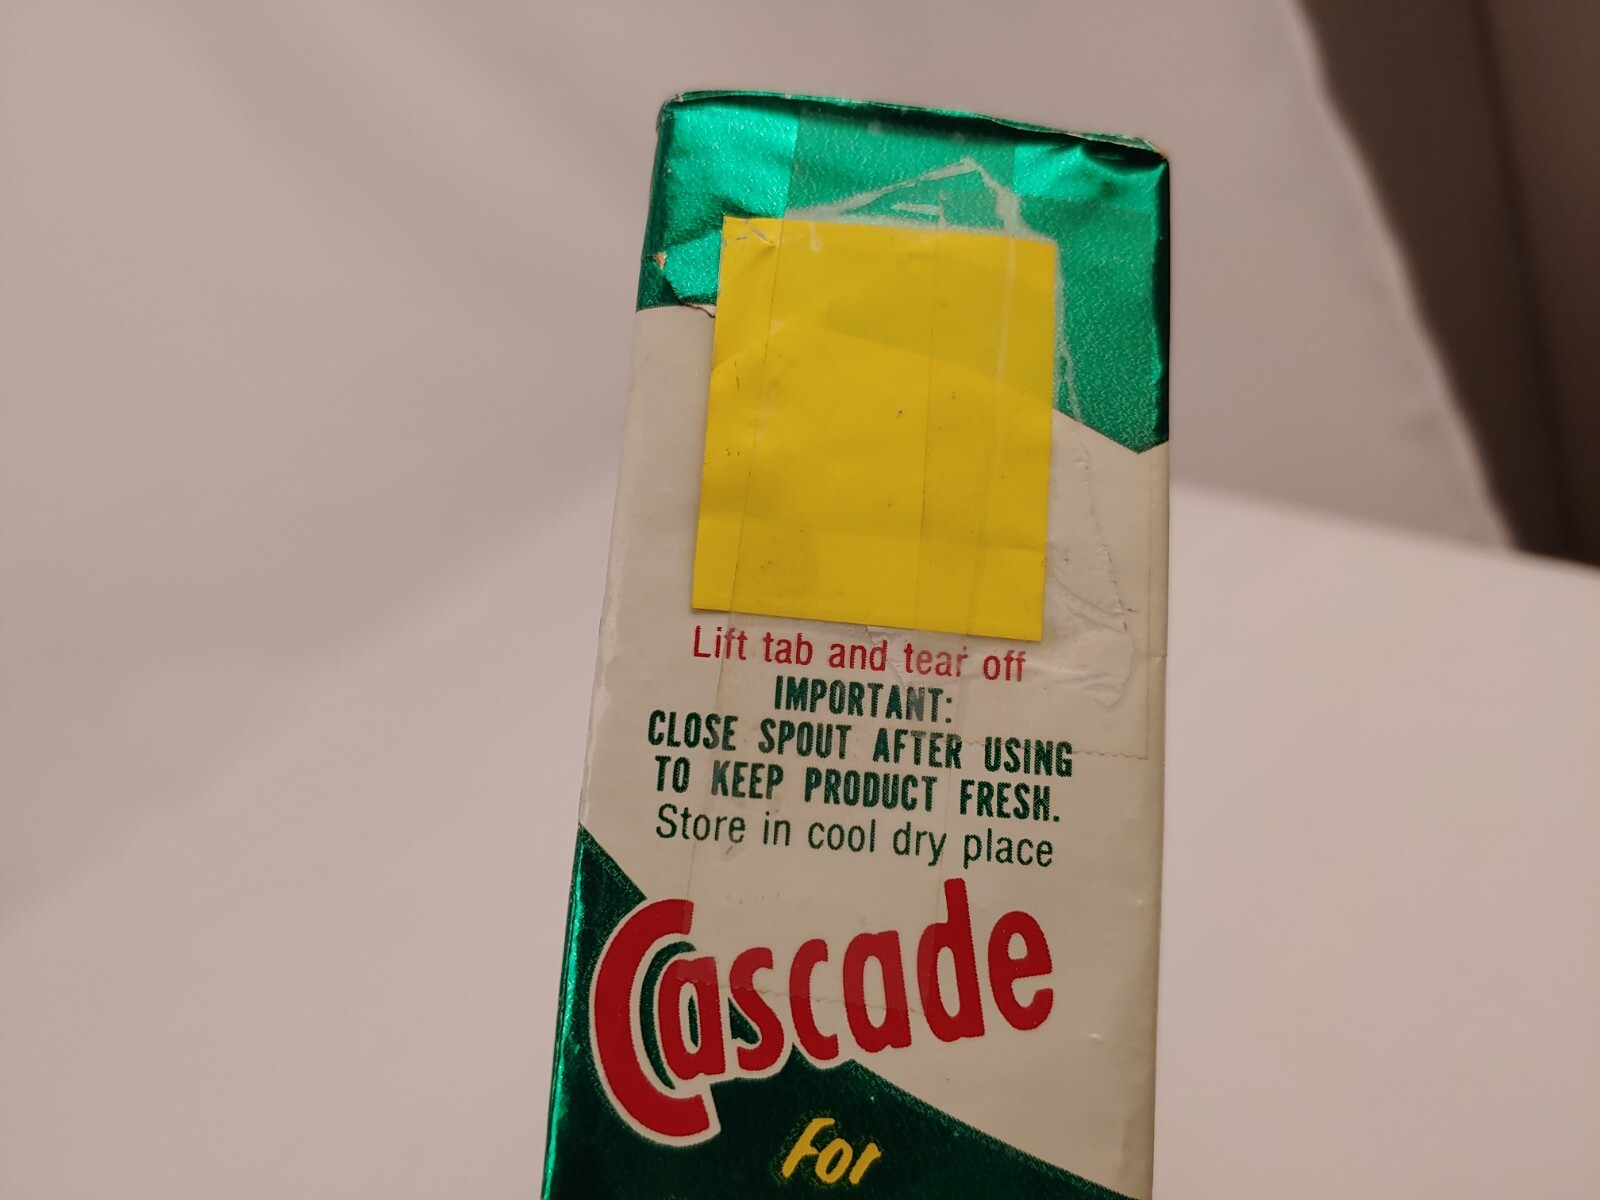 Lift tab and tear off
IMPORTANT:
CLOSE SPOUT AFTER USING
TO KEEP PRODUCT FRESH.
Store in cool dry place
Cascade
For